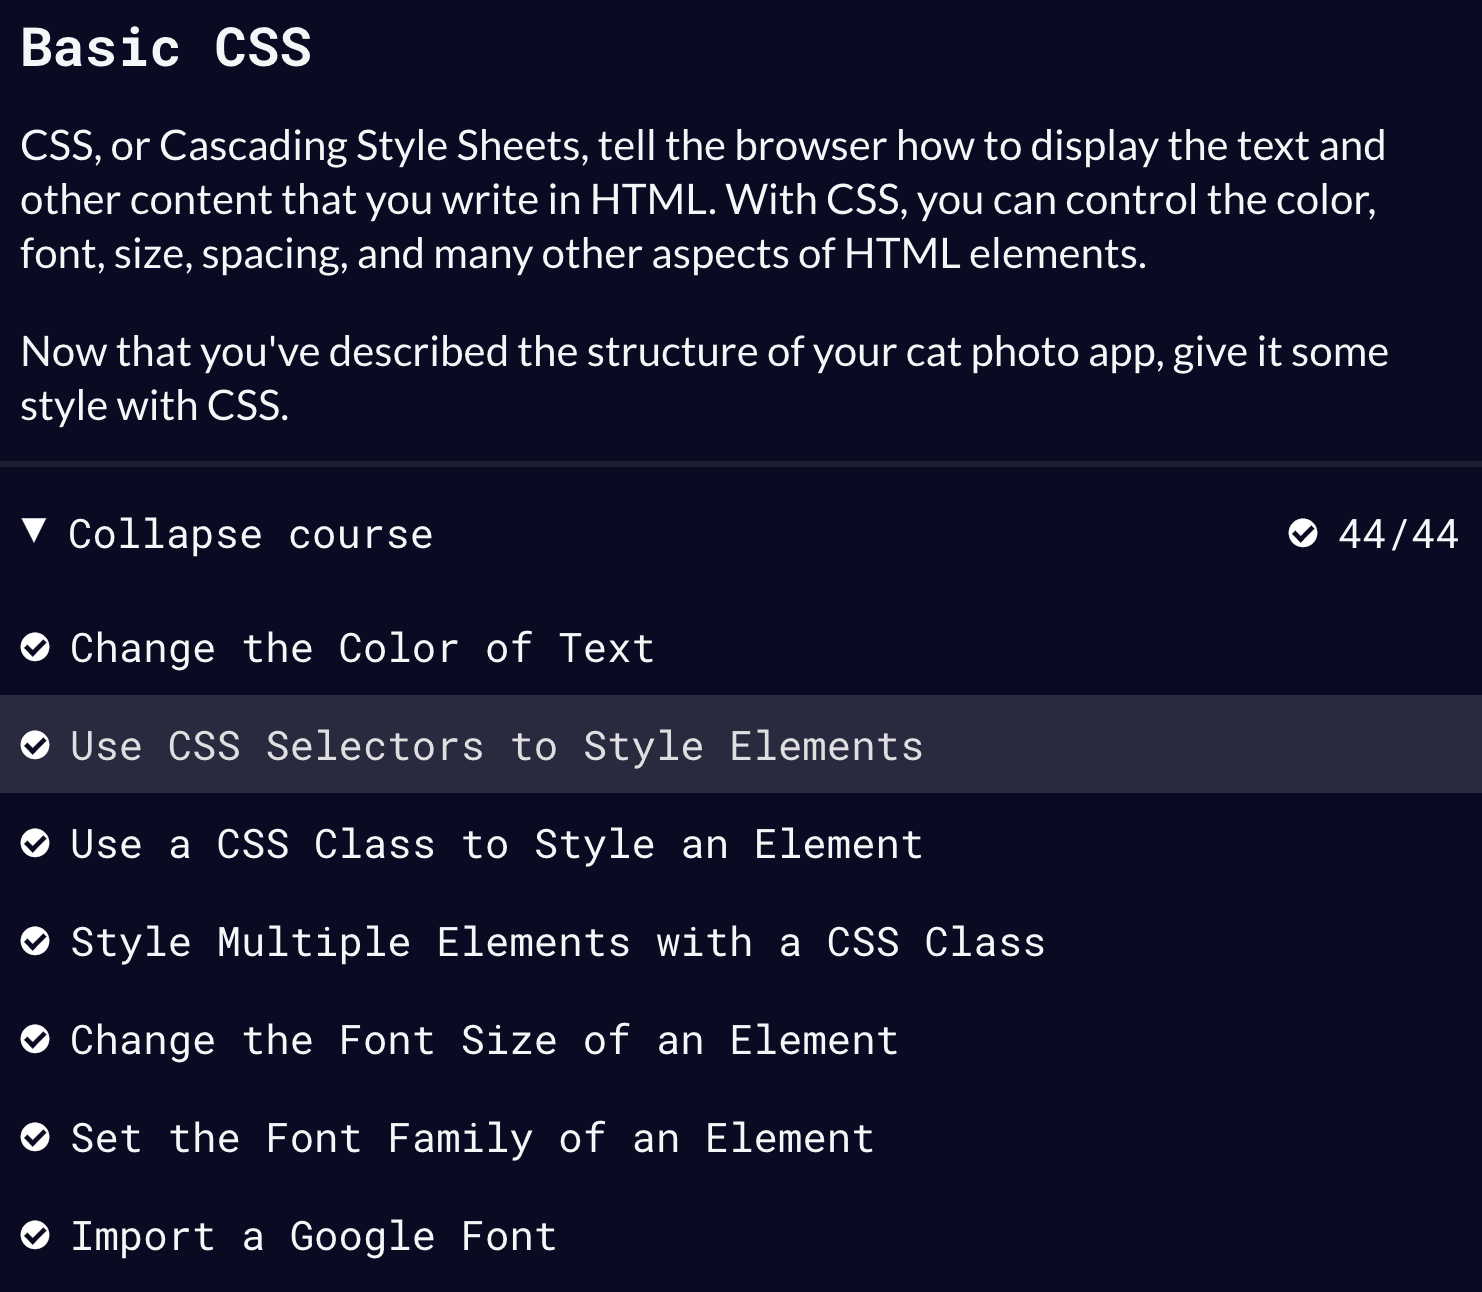 Basic CSS
CSS, or Cascading Style Sheets, tell the browser how to display the text and
other content that you write in HTML. With CSS, you can control the color,
font, size, spacing, and many other aspects of HTML elements.
Now that you've described the structure of your cat photo app, give it some
style with CSS.
Collapse course 44/44
Change the Color of Text
Use CSS Selectors to Style Elements
Use a CSS Class to Style an Element
Style Multiple Elements with a CSS Class
Change the Font Size of an Element
Set the Font Family of an Element
Import a Google Font